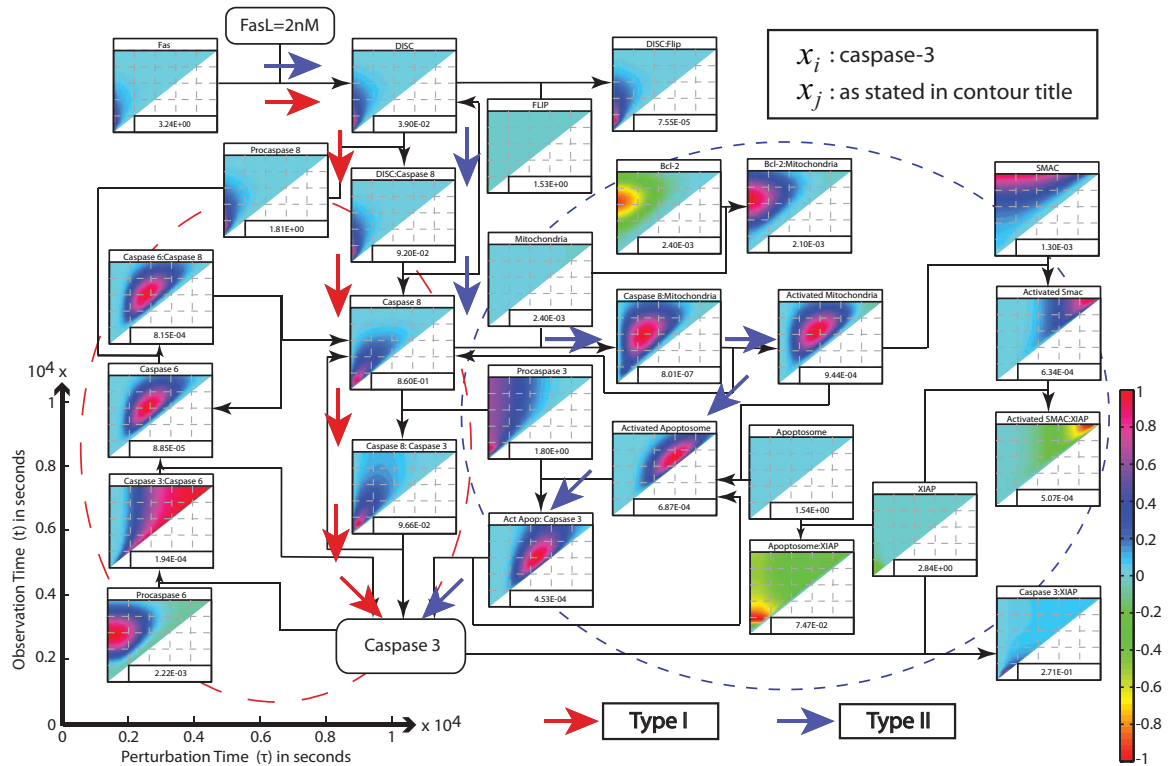 FasL=2nM
Fas
3.24E+00
DISC
3.90E-02
DISC:Flip
7.55E-05
x_i : caspase-3
x_j : as stated in contour title
FLIP
1.53E+00
Procaspase 8
1.81E+00
DISC:Caspase 8
9.20E-02
Bcl-2
2.40E-03
Bcl-2:Mitochondria
2.10E-03
SMAC
1.30E-03
Caspase 6:Caspase 8
8.15E-04
Caspase 8
8.60E-01
Mitochondria
2.40E-03
Caspase 8:Mitochondria
8.01E-07
Activated Mitochondria
9.44E-04
Activated Smac
6.34E-04
Caspase 6
8.85E-05
Procaspase 3
1.80E+00
Activated SMAC:XIAP
5.07E-04
Caspase 8: Caspase 3
9.66E-02
Activated Apoptosome
6.87E-04
Apoptosome
1.54E+00
XIAP
2.84E+00
Caspase 3:Caspase 6
1.94E-04
Act Apop: Capsase 3
4.53E-04
Apoptosome:XIAP
7.47E-02
Procaspase 6
2.22E-03
Caspase 3
Caspase 3:XIAP
2.71E-01
Observation Time (t) in seconds
10⁴ x
1
0.8
0.6
0.4
0.2
0
0 0.2 0.4 0.6 0.8 1 x 10⁴
Perturbation Time (τ) in seconds
Type I
Type II
1
0.8
0.6
0.4
0.2
0
-0.2
-0.4
-0.6
-0.8
-1